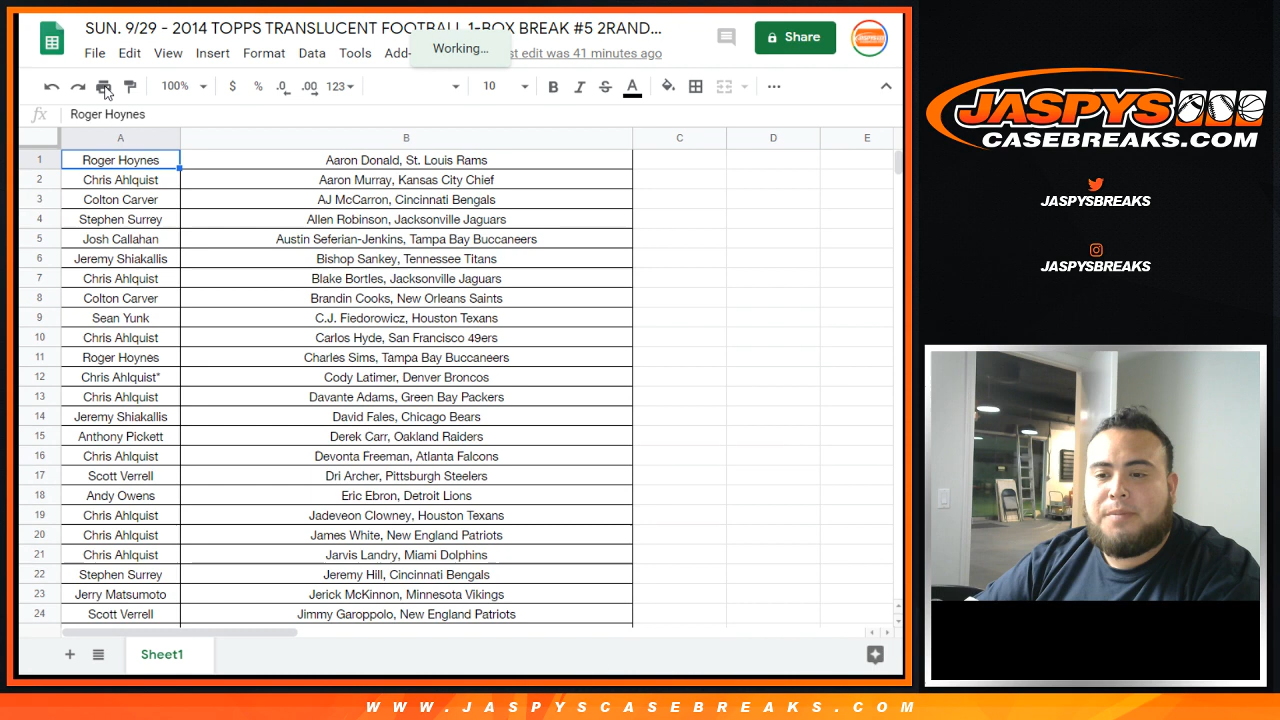 SUN. 9/29 - 2014 TOPPS TRANSLUCENT FOOTBALL 1-BOX BREAK #5 2RAND...
File Edit View Insert Format Data Tools Add- Working... st edit was 41 minutes ago
Share
100% $ % .0 .00 123 10 B I S A
fx Roger Hoynes
A B C D E
1 Roger Hoynes Aaron Donald, St. Louis Rams
2 Chris Ahlquist Aaron Murray, Kansas City Chief
3 Colton Carver AJ McCarron, Cincinnati Bengals
4 Stephen Surrey Allen Robinson, Jacksonville Jaguars
5 Josh Callahan Austin Seferian-Jenkins, Tampa Bay Buccaneers
6 Jeremy Shiakallis Bishop Sankey, Tennessee Titans
7 Chris Ahlquist Blake Bortles, Jacksonville Jaguars
8 Colton Carver Brandin Cooks, New Orleans Saints
9 Sean Yunk C.J. Fiedorowicz, Houston Texans
10 Chris Ahlquist Carlos Hyde, San Francisco 49ers
11 Roger Hoynes Charles Sims, Tampa Bay Buccaneers
12 Chris Ahlquist* Cody Latimer, Denver Broncos
13 Chris Ahlquist Davante Adams, Green Bay Packers
14 Jeremy Shiakallis David Fales, Chicago Bears
15 Anthony Pickett Derek Carr, Oakland Raiders
16 Chris Ahlquist Devonta Freeman, Atlanta Falcons
17 Scott Verrell Dri Archer, Pittsburgh Steelers
18 Andy Owens Eric Ebron, Detroit Lions
19 Chris Ahlquist Jadeveon Clowney, Houston Texans
20 Chris Ahlquist James White, New England Patriots
21 Chris Ahlquist Jarvis Landry, Miami Dolphins
22 Stephen Surrey Jeremy Hill, Cincinnati Bengals
23 Jerry Matsumoto Jerick McKinnon, Minnesota Vikings
24 Scott Verrell Jimmy Garoppolo, New England Patriots
Sheet1
JASPYS
CASEBREAKS.COM
JASPYSBREAKS
JASPYSBREAKS
WWW.JASPYSCASEBREAKS.COM